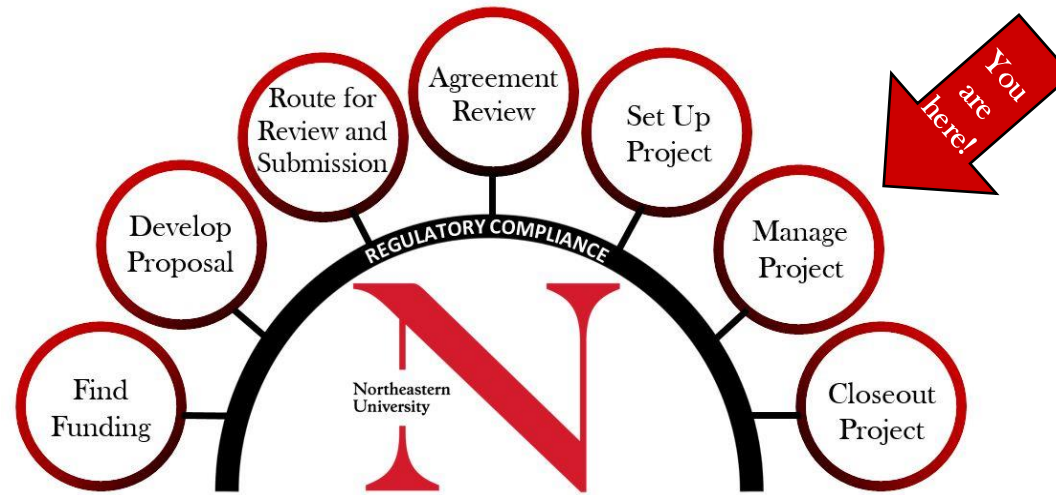 Find
Funding
Develop
Proposal
Route for
Review and
Submission
Agreement
Review
Set Up
Project
Manage
Project
Closeout
Project
You
are
here!
REGULATORY COMPLIANCE
Northeastern
University
N